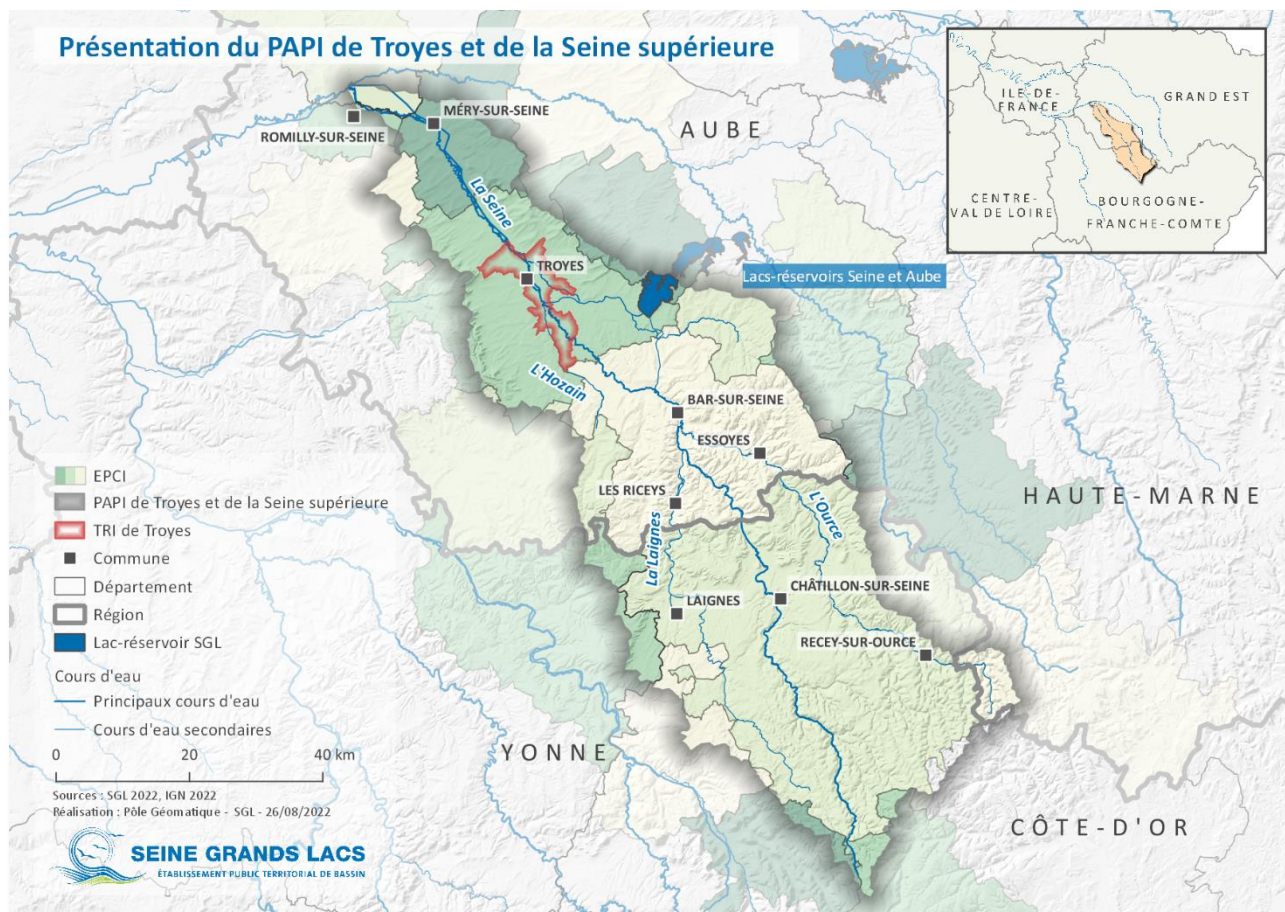 Présentation du PAPI de Troyes et de la Seine supérieure
ILE-DE-
FRANCE
GRAND EST
CENTRE-
VAL DE LOIRE
BOURGOGNE-
FRANCHE-COMTE
ROMILLY-SUR-SEINE
MÉRY-SUR-SEINE
AUBE
La Seine
TROYES
Lacs-réservoirs Seine et Aube
L'Hozain
BAR-SUR-SEINE
ESSOYES
LES RICEYS
L'Ource
HAUTE-MARNE
La Laignes
CHÂTILLON-SUR-SEINE
LAIGNES
RECEY-SUR-OURCE
YONNE
CÔTE-D'OR
EPCI
PAPI de Troyes et de la Seine supérieure
TRI de Troyes
Commune
Département
Région
Lac-réservoir SGL
Cours d'eau
Principaux cours d'eau
Cours d'eau secondaires
0 20 40 km
Sources : SGL 2022, IGN 2022
Réalisation : Pôle Géomatique - SGL - 26/08/2022
SEINE GRANDS LACS
ÉTABLISSEMENT PUBLIC TERRITORIAL DE BASSIN